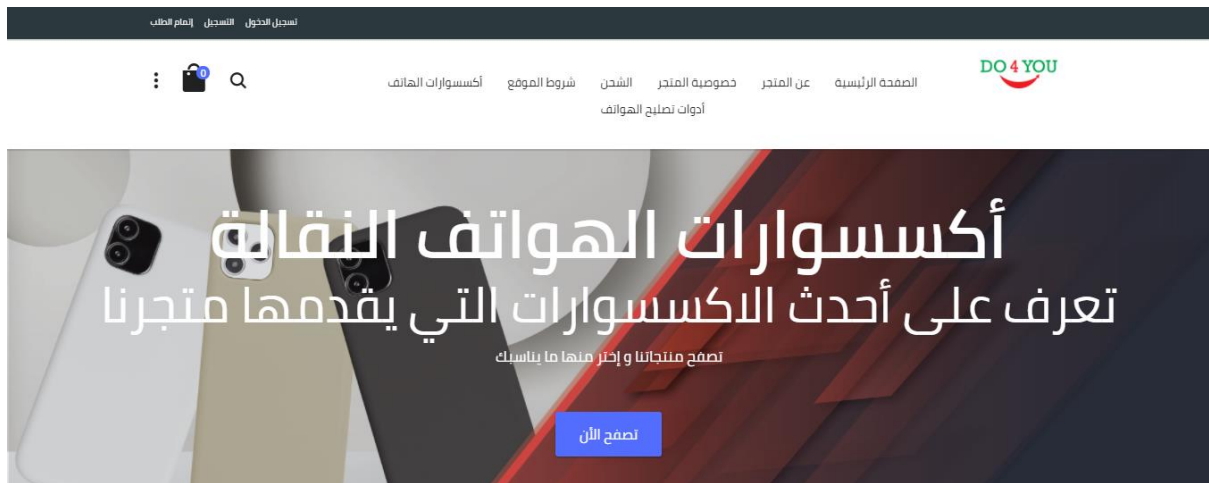 تسجيل الدخول التسجيل إتمام الطلب
DO 4 YOU
الصفحة الرئيسية عن المتجر خصوصية المتجر الشحن شروط الموقع أكسسوارات الهاتف
أدوات تصليح الهواتف
0
أكسسوارات الهواتف النقالة
تعرف على أحدث الاكسسوارات التي يقدمها متجرنا
تصفح منتجاتنا و إختر منها ما يناسبك
تصفح الأن